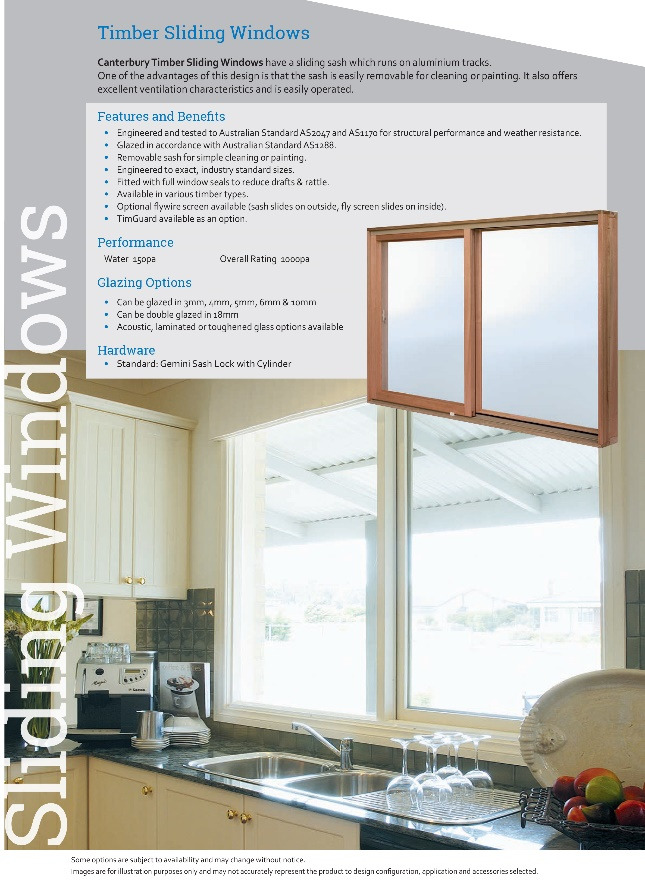 Timber Sliding Windows
Canterbury Timber Sliding Windows have a sliding sash which runs on aluminium tracks.
One of the advantages of this design is that the sash is easily removable for cleaning or painting. It also offers
excellent ventilation characteristics and is easily operated.
Features and Benefits
• Engineered and tested to Australian Standard AS2047 and AS1170 for structural performance and weather resistance.
• Glazed in accordance with Australian Standard AS1288.
• Removable sash for simple cleaning or painting.
• Engineered to exact, industry standard sizes.
• Fitted with full window seals to reduce drafts & rattle.
• Available in various timber types.
• Optional flywire screen available (sash slides on outside, fly screen slides on inside).
• TimGuard available as an option.
Performance
Water 150pa Overall Rating 1000pa
Glazing Options
• Can be glazed in 3mm, 4mm, 5mm, 6mm & 10mm
• Can be double glazed in 18mm
• Acoustic, laminated or toughened glass options available
Hardware
• Standard: Gemini Sash Lock with Cylinder
Sliding Windows
Some options are subject to availability and may change without notice.
Images are for illustration purposes only and may not accurately represent the product to design configuration, application and accessories selected.